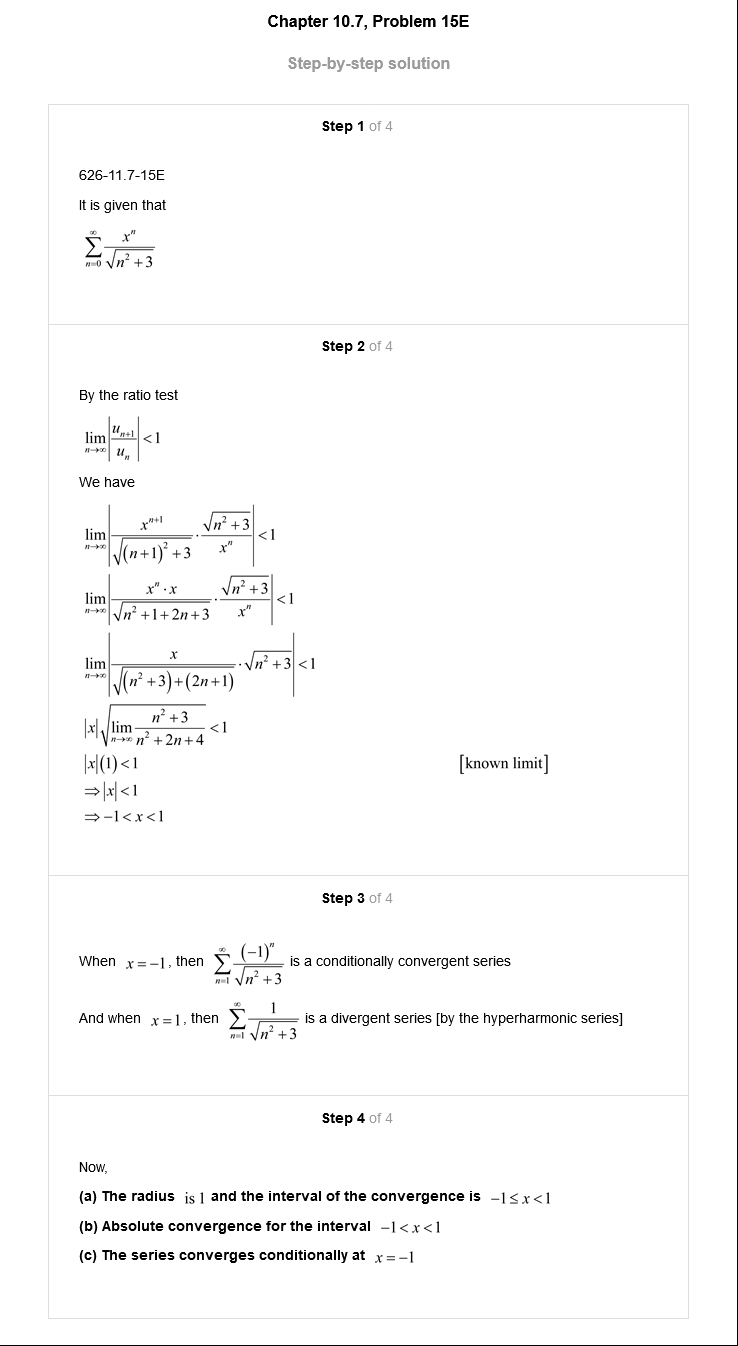 Chapter 10.7, Problem 15E
Step-by-step solution
Step 1 of 4
626-11.7-15E
It is given that
$\sum_{n=0}^{\infty} \frac{x^n}{\sqrt{n^2+3}}$
Step 2 of 4
By the ratio test
$\lim_{n\to\infty} \left|\frac{u_{n+1}}{u_n}\right| < 1$
We have
$\lim_{n\to\infty} \left|\frac{x^{n+1}}{\sqrt{(n+1)^2+3}} \cdot \frac{\sqrt{n^2+3}}{x^n}\right| < 1$
$\lim_{n\to\infty} \left|\frac{x^n \cdot x}{\sqrt{n^2+1+2n+3}} \cdot \frac{\sqrt{n^2+3}}{x^n}\right| < 1$
$\lim_{n\to\infty} \left|\frac{x}{\sqrt{(n^2+3)+(2n+1)}} \cdot \sqrt{n^2+3}\right| < 1$
$|x|\sqrt{\lim_{n\to\infty} \frac{n^2+3}{n^2+2n+4}} < 1$
$|x|(1) < 1$ [known limit]
$\Rightarrow |x| < 1$
$\Rightarrow -1 < x < 1$
Step 3 of 4
When $x = -1$, then $\sum_{n=1}^{\infty} \frac{(-1)^n}{\sqrt{n^2+3}}$ is a conditionally convergent series
And when $x = 1$, then $\sum_{n=1}^{\infty} \frac{1}{\sqrt{n^2+3}}$ is a divergent series [by the hyperharmonic series]
Step 4 of 4
Now,
(a) The radius is 1 and the interval of the convergence is $-1 \le x < 1$
(b) Absolute convergence for the interval $-1 < x < 1$
(c) The series converges conditionally at $x = -1$